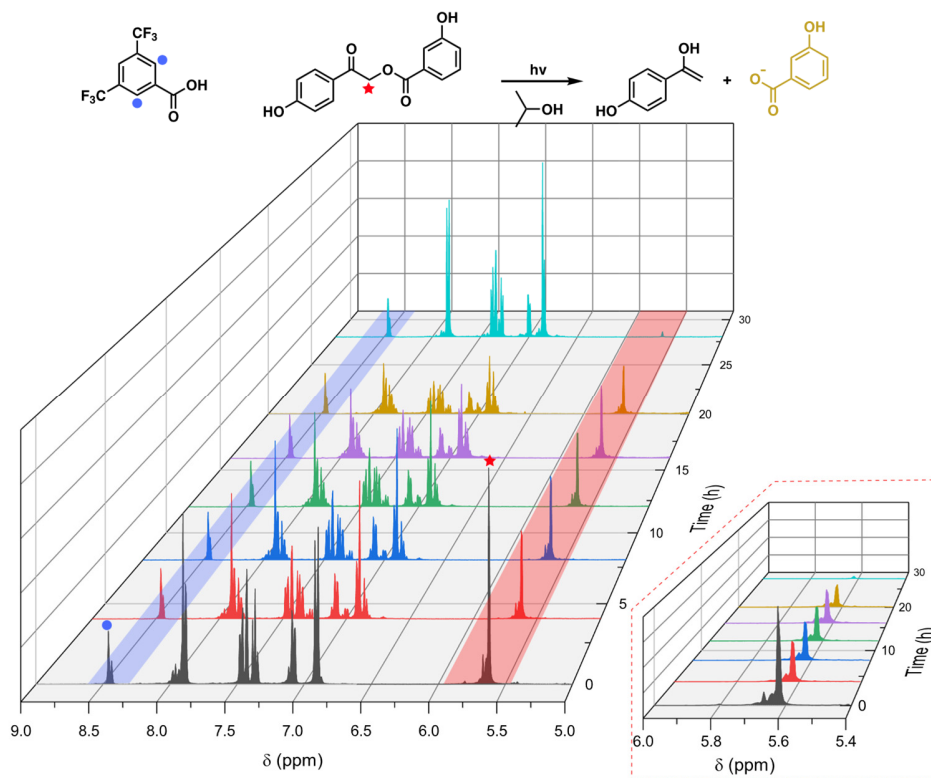 CF₃
F₃C
OH
O
O
O
O
HO
OH
hν
OH
OH
HO
+
OH
O⁻
O
30
25
20
15
10
5
0
Time (h)
9.0 8.5 8.0 7.5 7.0 6.5 6.0 5.5 5.0
δ (ppm)
30
20
10
0
Time (h)
6.0 5.8 5.6 5.4
δ (ppm)